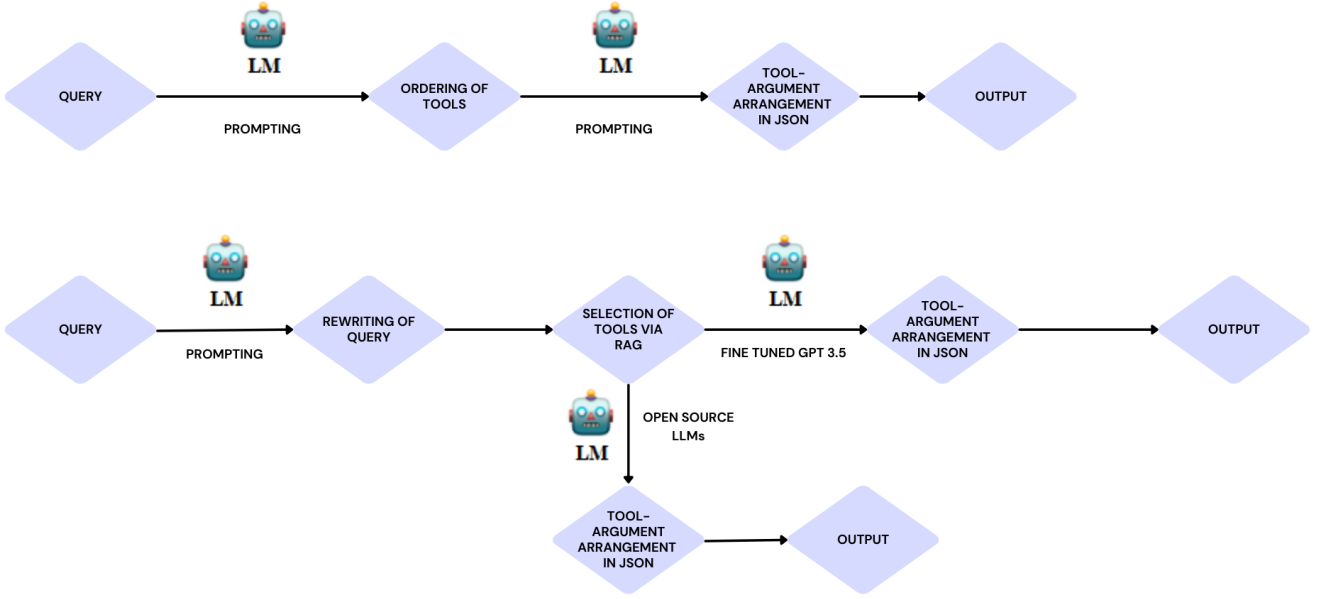 LM
LM
QUERY
ORDERING OF
TOOLS
TOOL-
ARGUMENT
ARRANGEMENT
IN JSON
OUTPUT
PROMPTING
PROMPTING
LM
LM
QUERY
REWRITING OF
QUERY
SELECTION OF
TOOLS VIA
RAG
TOOL-
ARGUMENT
ARRANGEMENT
IN JSON
OUTPUT
PROMPTING
FINE TUNED GPT 3.5
LM
OPEN SOURCE
LLMs
TOOL-
ARGUMENT
ARRANGEMENT
IN JSON
OUTPUT